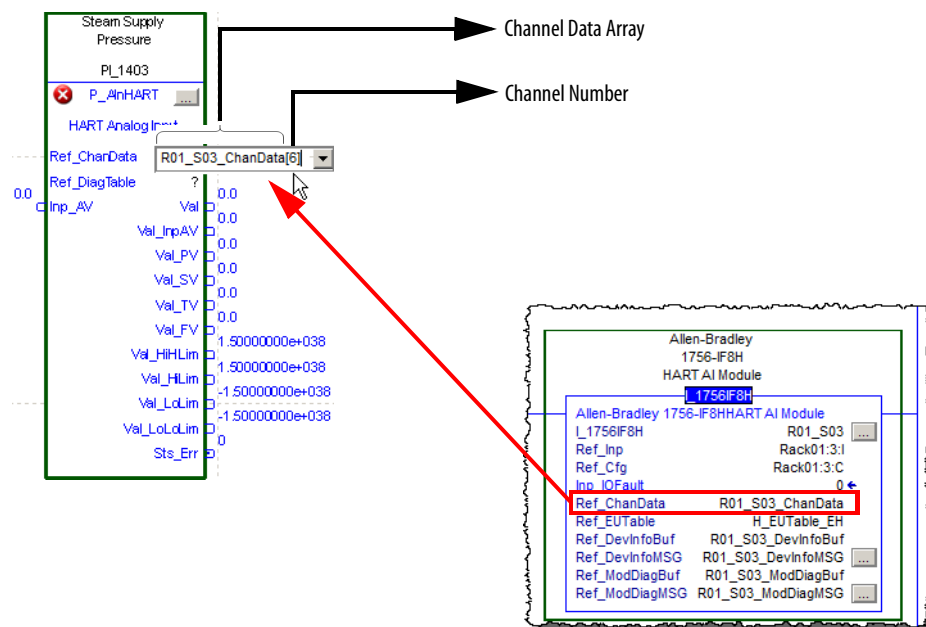 Steam Supply
Pressure
PI_1403
P_AInHART ...
Ref_ChanData R01_S03_ChanData[6]
Ref_DiagTable ?
0.0
Inp_AV Val 0.0
Val_InpAV 0.0
Val_PV 0.0
Val_SV 0.0
Val_TV 0.0
Val_FV 0.0
Val_HiHiLim 1.50000000e+038
Val_HiLim 1.50000000e+038
Val_LoLim -1.50000000e+038
Val_LoLoLim -1.50000000e+038
Sts_Err 0
HART Analog
Channel Data Array
Channel Number
Allen-Bradley
1756-IF8H
HART AI Module
I_1756IF8H
Allen-Bradley 1756-IF8HHART AI Module
I_1756IF8H R01_S03 ...
Ref_Inp Rack01:3:I
Ref_Cfg Rack01:3:C
Inp_IOFault 0
Ref_ChanData R01_S03_ChanData
Ref_EUTable H_EUTable_EH
Ref_DevInfoBuf R01_S03_DevInfoBuf
Ref_DevInfoMSG R01_S03_DevInfoMSG ...
Ref_ModDiagBuf R01_S03_ModDiagBuf
Ref_ModDiagMSG R01_S03_ModDiagMSG ...